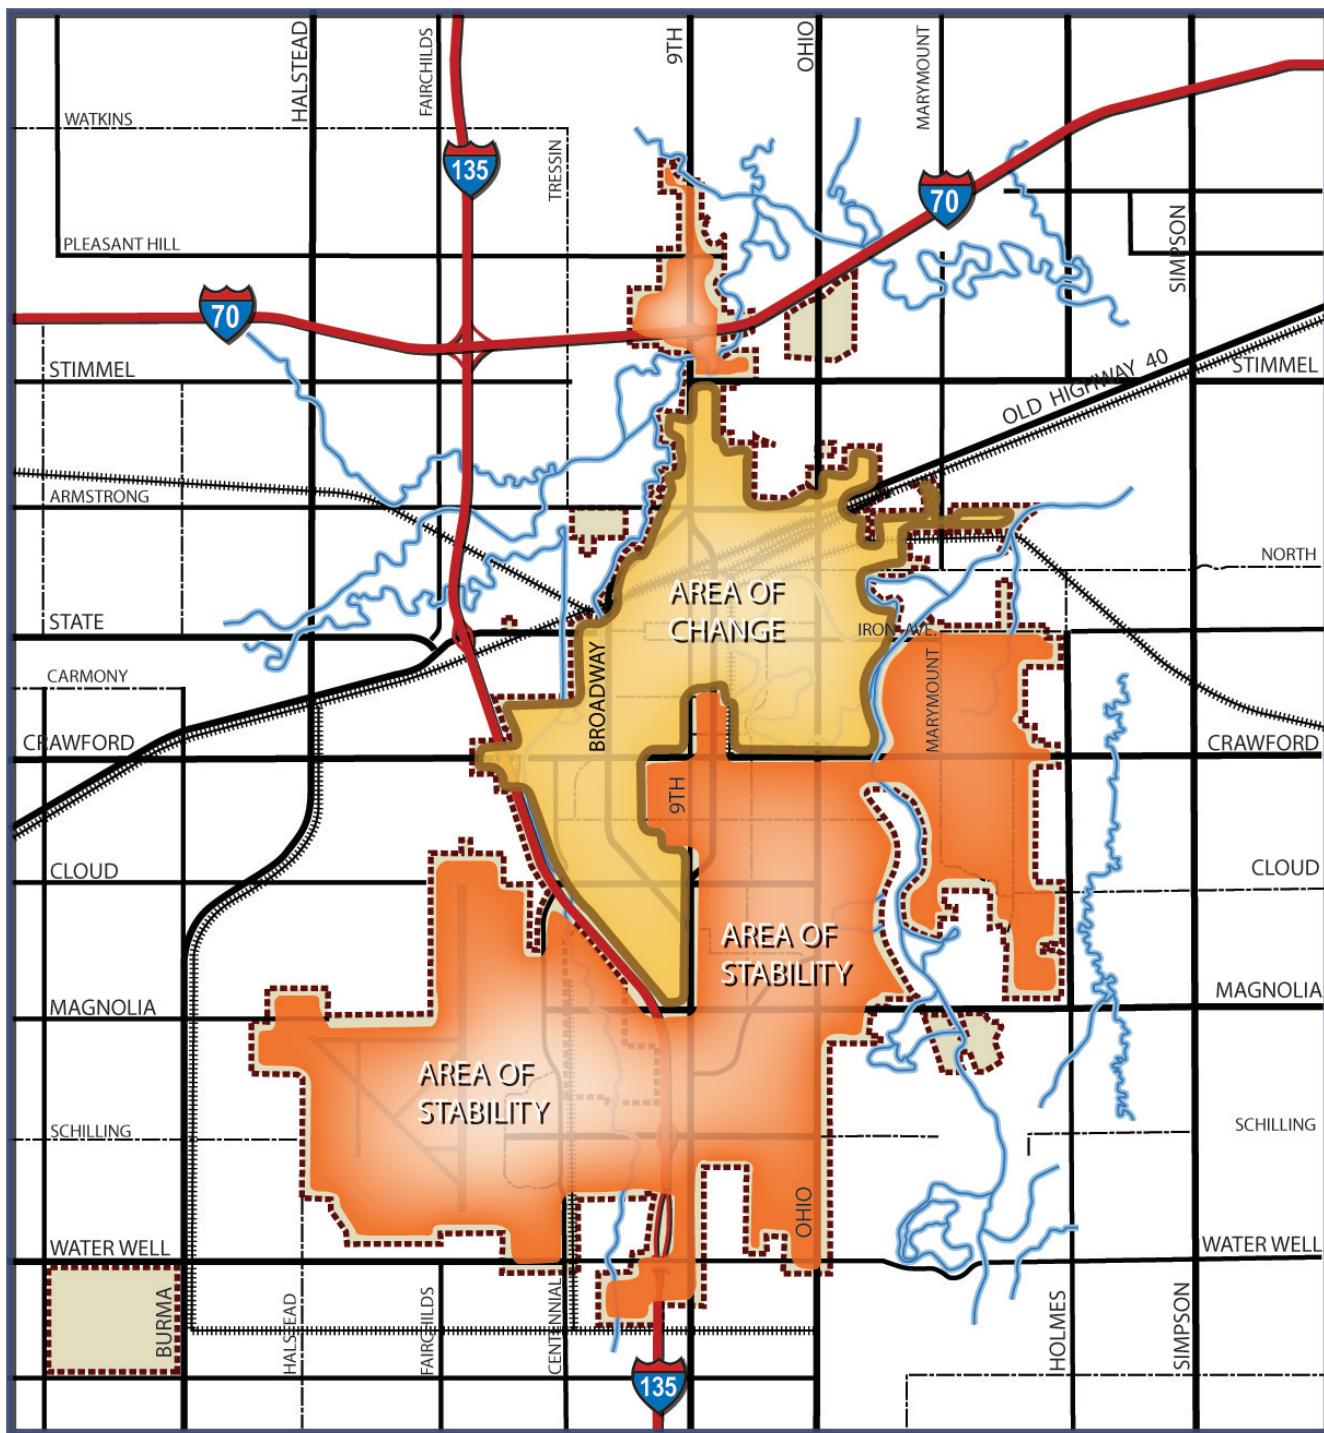 HALSTEAD
FAIRCHILDS
9TH
OHIO
MARYMOUNT
WATKINS
135
TRESSIN
70
SIMPSON
PLEASANT HILL
70
STIMMEL
OLD HIGHWAY 40
STIMMEL
ARMSTRONG
NORTH
AREA OF
CHANGE
STATE
IRON AVE.
BROADWAY
MARYMOUNT
CARMONY
CRAWFORD
CRAWFORD
9TH
CLOUD
CLOUD
AREA OF
STABILITY
MAGNOLIA
MAGNOLIA
AREA OF
STABILITY
SCHILLING
SCHILLING
OHIO
WATER WELL
WATER WELL
BURMA
HALSTEAD
FAIRCHILDS
CENTENNIAL
HOLMES
SIMPSON
135